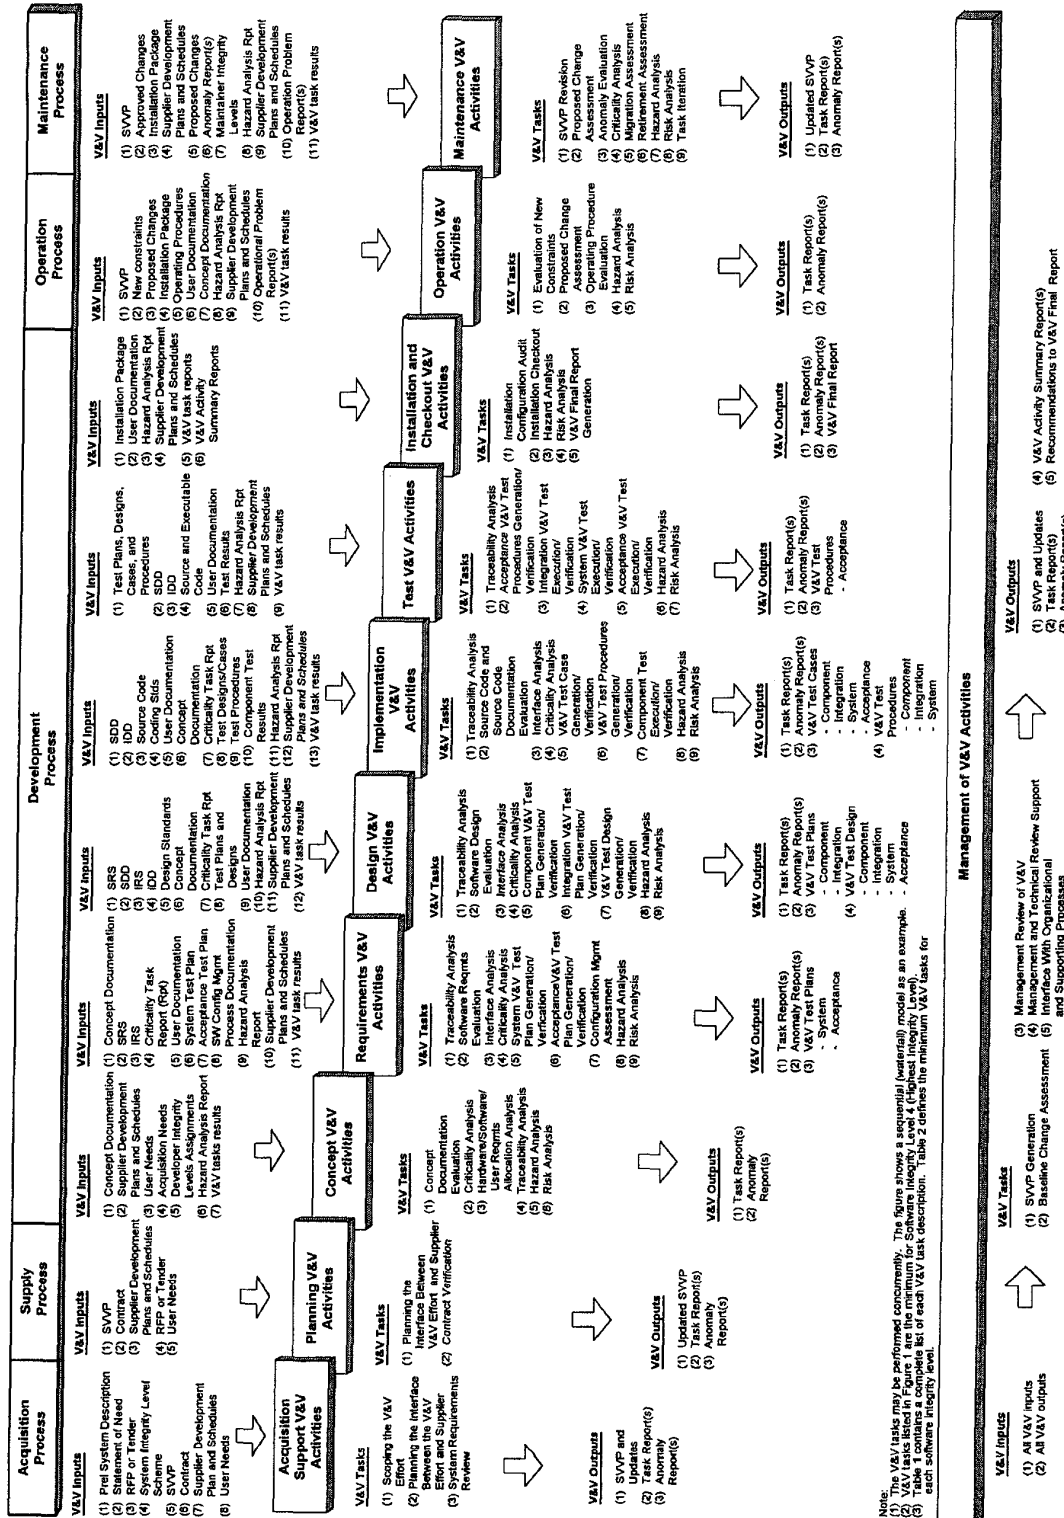 Acquisition
Process
Supply
Process
Development
Process
Operation
Process
Maintenance
Process
V&V Inputs
(1) Prel System Description
(2) Statement of Need
(3) RFP or Tender
(4) System Integrity Level
Scheme
(5) SVVP
(6) Contract
(7) Supplier Development
Plan and Schedules
(8) User Needs
V&V Inputs
(1) SVVP
(2) Contract
(3) Supplier Development
Plans and Schedules
(4) RFP or Tender
(5) User Needs
V&V Inputs
(1) Concept Documentation
(2) Supplier Development
Plans and Schedules
(3) User Needs
(4) Acquisition Needs
(5) Developer Integrity
Levels Assignments
(6) Hazard Analysis Report
(7) V&V tasks results
V&V Inputs
(1) Concept Documentation
(2) SRS
(3) IRS
(4) Criticality Task
Report (Rpt)
(5) User Documentation
(6) System Test Plan
(7) Acceptance Test Plan
(8) SW Config Mgmt
Process Documentation
(9) Hazard Analysis
Report
(10) Supplier Development
Plans and Schedules
(11) V&V task results
V&V Inputs
(1) SRS
(2) SDD
(3) IRS
(4) IDD
(5) Design Standards
(6) Concept
Documentation
(7) Criticality Task Rpt
(8) Test Plans and
Designs
(9) User Documentation
(10) Hazard Analysis Rpt
(11) Supplier Development
Plans and Schedules
(12) V&V task results
V&V Inputs
(1) SDD
(2) IDD
(3) Source Code
(4) Coding Stds
(5) User Documentation
(6) Concept
Documentation
(7) Criticality Task Rpt
(8) Test Designs/Cases
(9) Test Procedures
(10) Component Test
Results
(11) Hazard Analysis Rpt
(12) Supplier Development
Plans and Schedules
(13) V&V task results
V&V Inputs
(1) Test Plans, Designs,
Cases, and
Procedures
(2) SDD
(3) IDD
(4) Source and Executable
Code
(5) User Documentation
(6) Test Results
(7) Hazard Analysis Rpt
(8) Supplier Development
Plans and Schedules
(9) V&V task results
V&V Inputs
(1) Installation Package
(2) User Documentation
(3) Hazard Analysis Rpt
(4) Supplier Development
Plans and Schedules
(5) V&V task reports
(6) V&V Activity
Summary Reports
V&V Inputs
(1) SVVP
(2) New constraints
(3) Proposed Changes
(4) Installation Package
(5) Operating Procedures
(6) User Documentation
(7) Concept Documentation
(8) Hazard Analysis Rpt
(9) Supplier Development
Plans and Schedules
(10) Operational Problem
Report(s)
(11) V&V task results
V&V Inputs
(1) SVVP
(2) Approved Changes
(3) Installation Package
(4) Supplier Development
Plans and Schedules
(5) Proposed Changes
(6) Anomaly Report(s)
(7) Maintainer Integrity
Levels
(8) Hazard Analysis Rpt
(9) Supplier Development
Plans and Schedules
(10) Operation Problem
Report(s)
(11) V&V task results
Acquisition
Support V&V
Activities
Planning V&V
Activities
Concept V&V
Activities
Requirements V&V
Activities
Design V&V
Activities
Implementation
V&V
Activities
Test V&V Activities
Installation and
Checkout V&V
Activities
Operation V&V
Activities
Maintenance V&V
Activities
V&V Tasks
(1) Scoping the V&V
Effort
(2) Planning the Interface
Between the V&V
Effort and Supplier
(3) System Requirements
Review
V&V Tasks
(1) Planning the
Interface Between
V&V Effort and Supplier
(2) Contract Verification
V&V Tasks
(1) Concept
Documentation
Evaluation
(2) Criticality Analysis
(3) Hardware/Software/
User Reqmts
Allocation Analysis
(4) Traceability Analysis
(5) Hazard Analysis
(6) Risk Analysis
V&V Tasks
(1) Traceability Analysis
(2) Software Reqmts
Evaluation
(3) Interface Analysis
(4) Criticality Analysis
(5) System V&V Test
Plan Generation/
Verification
(6) AcceptanceV&V Test
Plan Generation/
Verification
(7) Configuration Mgmt
Assessment
(8) Hazard Analysis
(9) Risk Analysis
V&V Tasks
(1) Traceability Analysis
(2) Software Design
Evaluation
(3) Interface Analysis
(4) Criticality Analysis
(5) Component V&V Test
Plan Generation/
Verification
(6) Integration V&V Test
Plan Generation/
Verification
(7) V&V Test Design
Generation/
Verification
(8) Hazard Analysis
(9) Risk Analysis
V&V Tasks
(1) Traceability Analysis
(2) Source Code and
Source Code
Documentation
Evaluation
(3) Interface Analysis
(4) Criticality Analysis
(5) V&V Test Case
Generation/
Verification
(6) V&V Test Procedures
Generation/
Verification
(7) Component Test
Execution/
Verification
(8) Hazard Analysis
(9) Risk Analysis
V&V Tasks
(1) Traceability Analysis
(2) Acceptance V&V Test
Procedures Generation/
Verification
(3) Integration V&V Test
Execution/
Verification
(4) System V&V Test
Execution/
Verification
(5) Acceptance V&V Test
Execution/
Verification
(6) Hazard Analysis
(7) Risk Analysis
V&V Tasks
(1) Installation
Configuration Audit
(2) Installation Checkout
(3) Hazard Analysis
(4) Risk Analysis
(5) V&V Final Report
Generation
V&V Tasks
(1) Evaluation of New
Constraints
(2) Proposed Change
Assessment
(3) Operating Procedure
Evaluation
(4) Hazard Analysis
(5) Risk Analysis
V&V Tasks
(1) SVVP Revision
(2) Proposed Change
Assessment
(3) Anomaly Evaluation
(4) Criticality Analysis
(5) Migration Assessment
(6) Retirement Assessment
(7) Hazard Analysis
(8) Risk Analysis
(9) Task Iteration
V&V Outputs
(1) SVVP and
Updates
(2) Task Report(s)
(3) Anomaly
Report(s)
V&V Outputs
(1) Updated SVVP
(2) Task Report(s)
(3) Anomaly
Report(s)
V&V Outputs
(1) Task Report(s)
(2) Anomaly
Report(s)
V&V Outputs
(1) Task Report(s)
(2) Anomaly Report(s)
(3) V&V Test Plans
- System
- Acceptance
V&V Outputs
(1) Task Report(s)
(2) Anomaly Report(s)
(3) V&V Test Plans
- Component
- Integration
(4) V&V Test Design
- Component
- Integration
- System
- Acceptance
V&V Outputs
(1) Task Report(s)
(2) Anomaly Report(s)
(3) V&V Test Cases
- Component
- Integration
- System
- Acceptance
(4) V&V Test
Procedures
- Component
- Integration
- System
V&V Outputs
(1) Task Report(s)
(2) Anomaly Report(s)
(3) V&V Test
Procedures
- Acceptance
V&V Outputs
(1) Task Report(s)
(2) Anomaly Report(s)
(3) V&V Final Report
V&V Outputs
(1) Task Report(s)
(2) Anomaly Report(s)
V&V Outputs
(1) Updated SVVP
(2) Task Report(s)
(3) Anomaly Report(s)
Note:
(1) The V&V tasks may be performed concurrently. The figure shows a sequential (waterfall) model as an example.
(2) V&V tasks listed in Figure 1 are the minimum for Software Integrity Level 4 (Highest Integrity Level).
(3) Table 1 contains a complete list of each V&V task description. Table 2 defines the minimum V&V tasks for
each software integrity level.
Management of V&V Activities
V&V Inputs
(1) All V&V inputs
(2) All V&V outputs
V&V Tasks
(1) SVVP Generation
(2) Baseline Change Assessment
(3) Management Review of V&V
(4) Management and Technical Review Support
(5) Interface With Organizational
and Supporting Processes
V&V Outputs
(1) SVVP and Updates
(2) Task Report(s)
(3) Anomaly Report(s)
(4) V&V Activity Summary Report(s)
(5) Recommendations to V&V Final Report